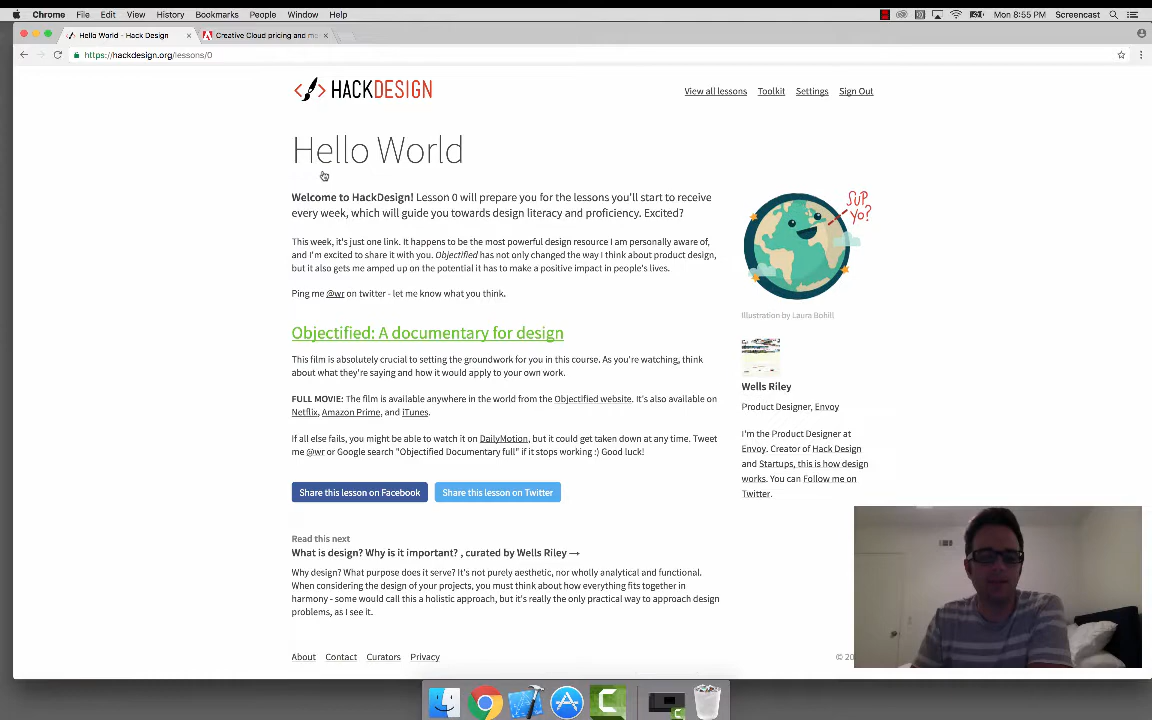 Chrome File Edit View History Bookmarks People Window Help Mon 8:55 PM Screencast
Hello World - Hack Design Creative Cloud pricing and me
https://hackdesign.org/lessons/0
HACKDESIGN View all lessons Toolkit Settings Sign Out
Hello World
Welcome to HackDesign! Lesson 0 will prepare you for the lessons you'll start to receive
every week, which will guide you towards design literacy and proficiency. Excited?
This week, it's just one link. It happens to be the most powerful design resource I am personally aware of,
and I'm excited to share it with you. Objectified has not only changed the way I think about product design,
but it also gets me amped up on the potential it has to make a positive impact in people's lives.
Ping me @wr on twitter - let me know what you think.
Objectified: A documentary for design
This film is absolutely crucial to setting the groundwork for you in this course. As you're watching, think
about what they're saying and how it would apply to your own work.
FULL MOVIE: The film is available anywhere in the world from the Objectified website. It's also available on
Netflix, Amazon Prime, and iTunes.
If all else fails, you might be able to watch it on DailyMotion, but it could get taken down at any time. Tweet
me @wr or Google search "Objectified Documentary full" if it stops working :) Good luck!
Share this lesson on Facebook Share this lesson on Twitter
Read this next
What is design? Why is it important? , curated by Wells Riley →
Why design? What purpose does it serve? It's not purely aesthetic, nor wholly analytical and functional.
When considering the design of your projects, you must think about how everything fits together in
harmony - some would call this a holistic approach, but it's really the only practical way to approach design
problems, as I see it.
SUP
YO?
Illustration by Laura Bohill
Wells Riley
Product Designer, Envoy
I'm the Product Designer at
Envoy. Creator of Hack Design
and Startups, this is how design
works. You can Follow me on
Twitter.
About Contact Curators Privacy © 20